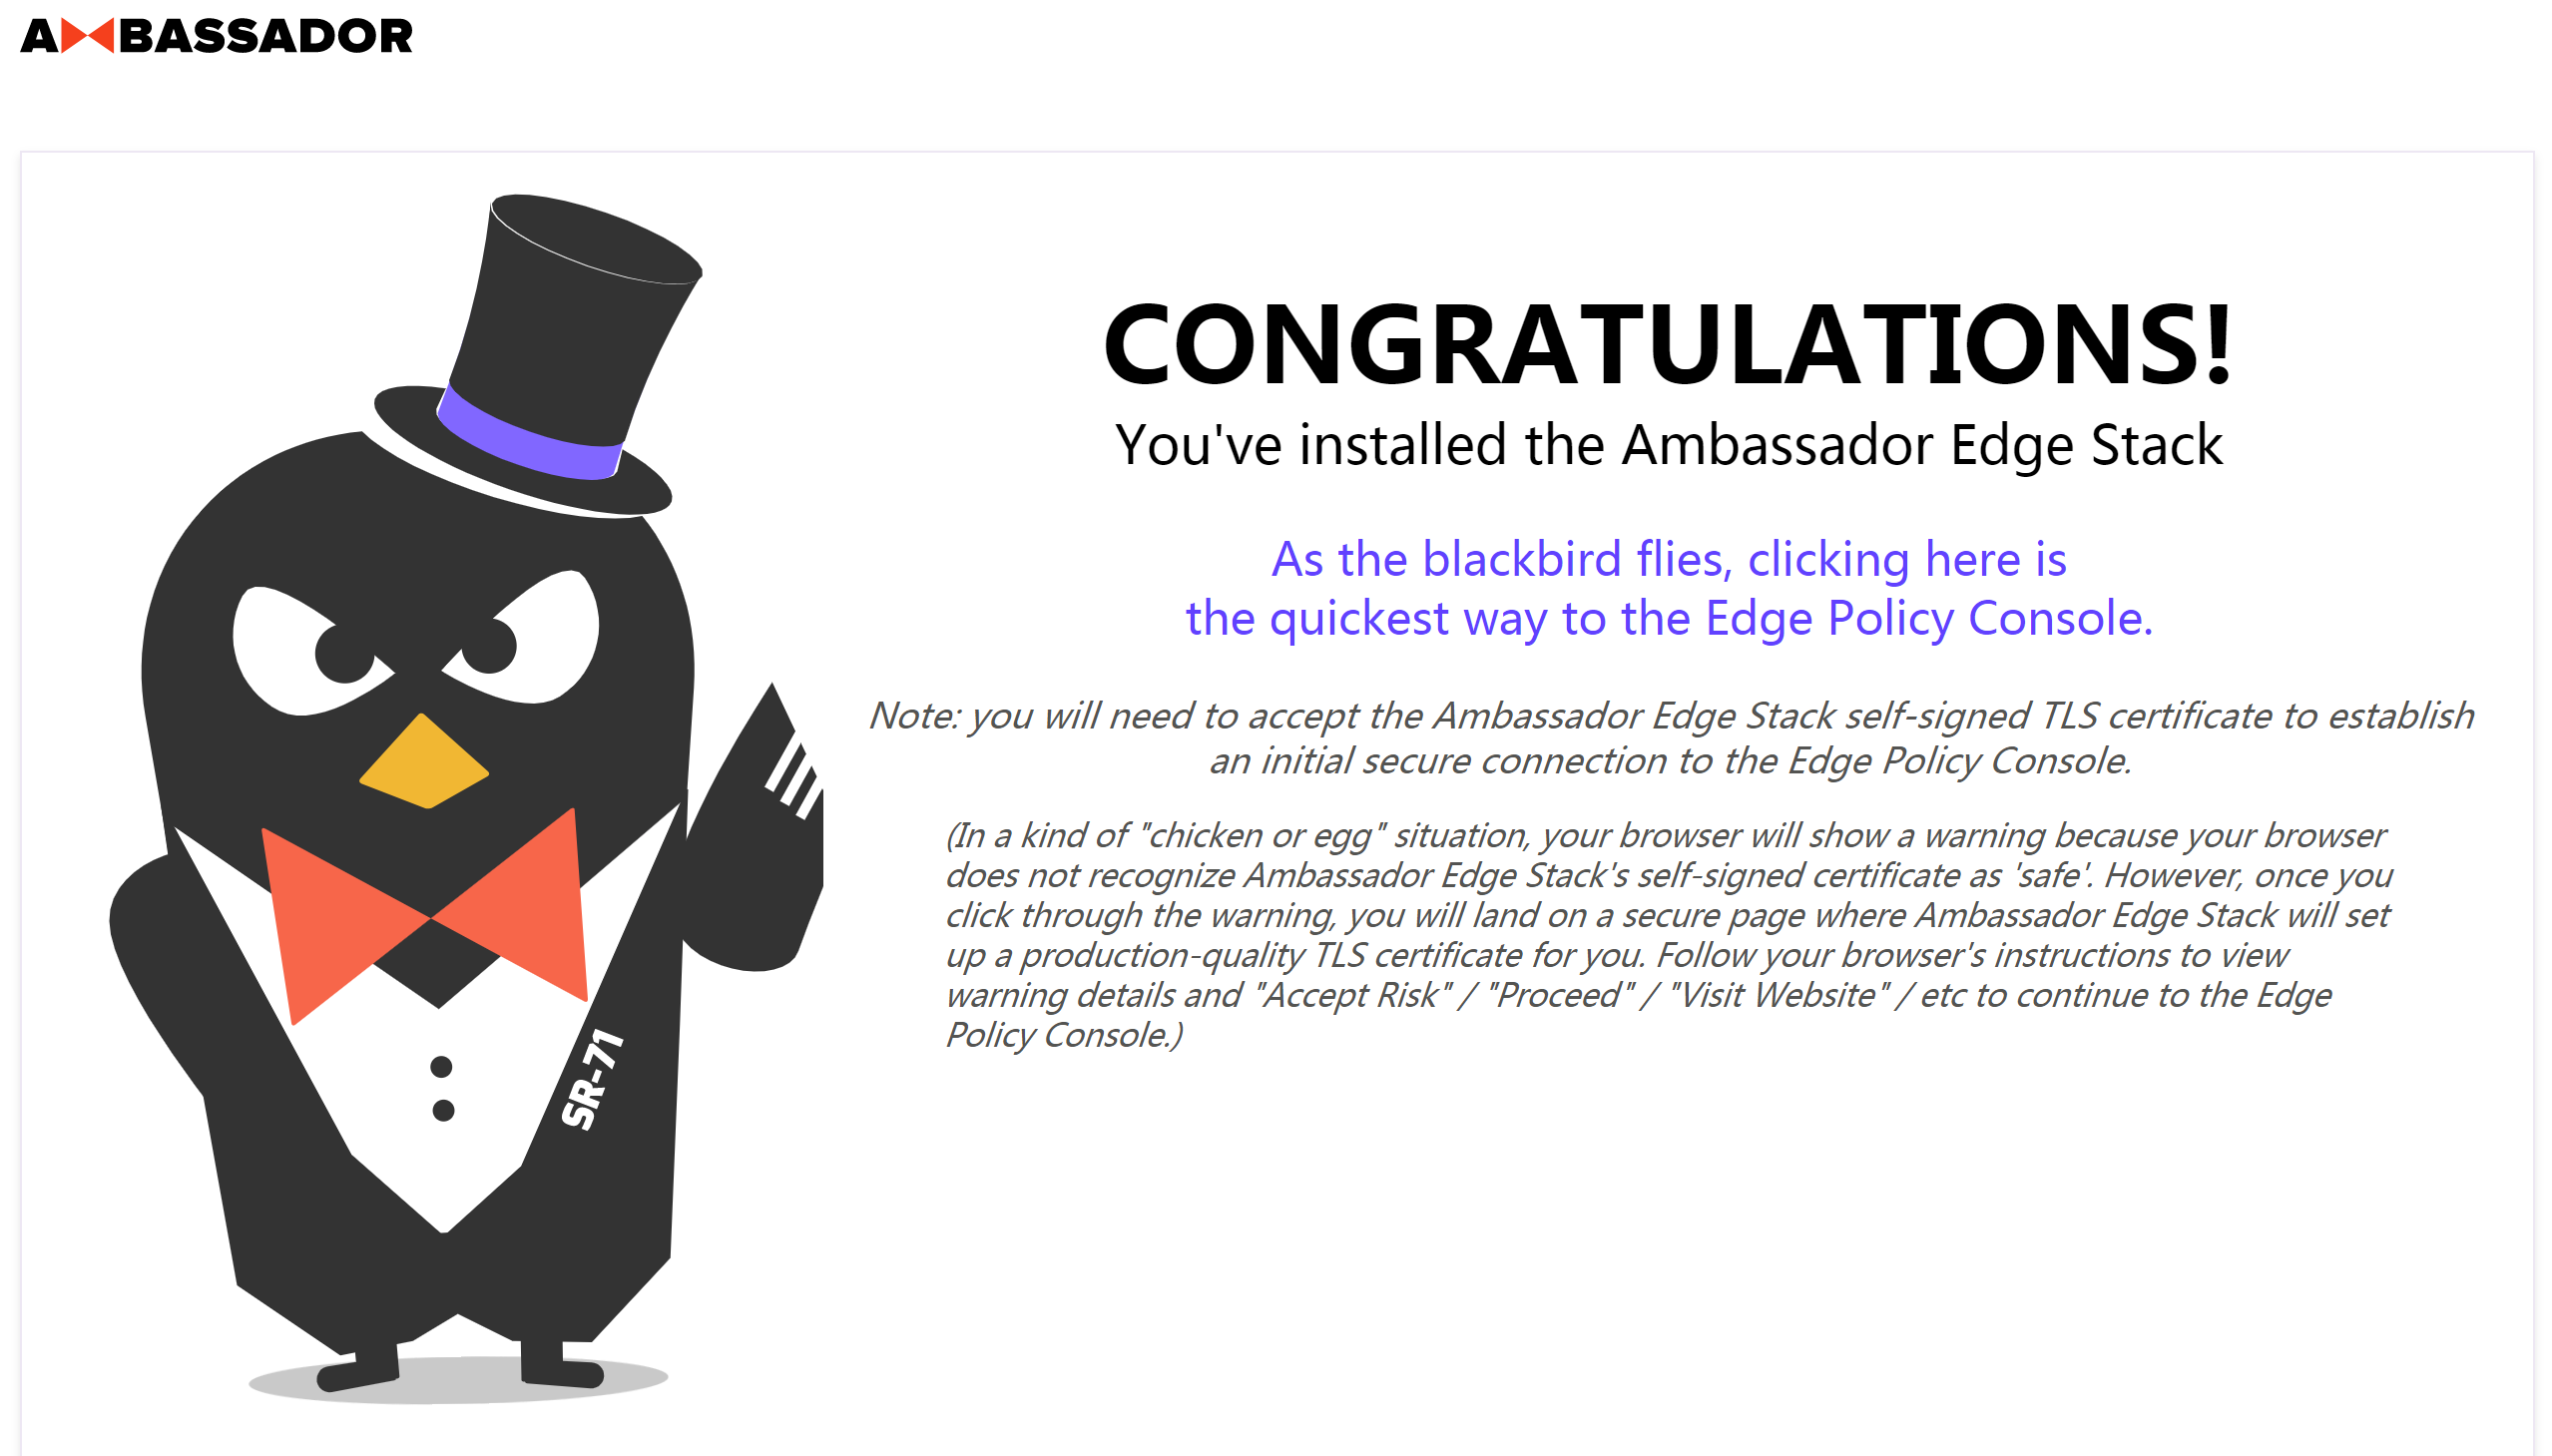 AMBASSADOR
CONGRATULATIONS!
You've installed the Ambassador Edge Stack
As the blackbird flies, clicking here is
the quickest way to the Edge Policy Console.
Note: you will need to accept the Ambassador Edge Stack self-signed TLS certificate to establish
an initial secure connection to the Edge Policy Console.
(In a kind of "chicken or egg" situation, your browser will show a warning because your browser
does not recognize Ambassador Edge Stack's self-signed certificate as 'safe'. However, once you
click through the warning, you will land on a secure page where Ambassador Edge Stack will set
up a production-quality TLS certificate for you. Follow your browser's instructions to view
warning details and "Accept Risk" / "Proceed" / "Visit Website" / etc to continue to the Edge
Policy Console.)
SR-71